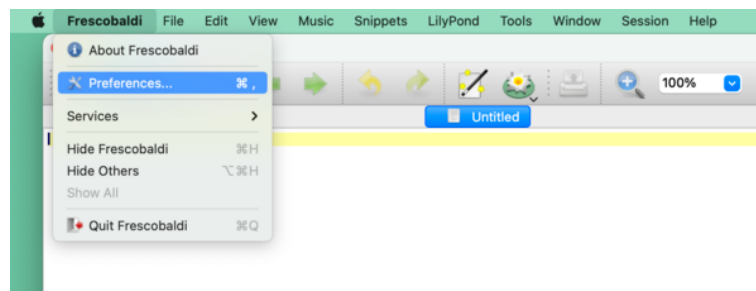 Frescobaldi File Edit View Music Snippets LilyPond Tools Window Session Help
About Frescobaldi
Preferences... ⌘ ,
100%
Services >
Untitled
Hide Frescobaldi ⌘H
Hide Others ⌥⌘H
Show All
Quit Frescobaldi ⌘Q